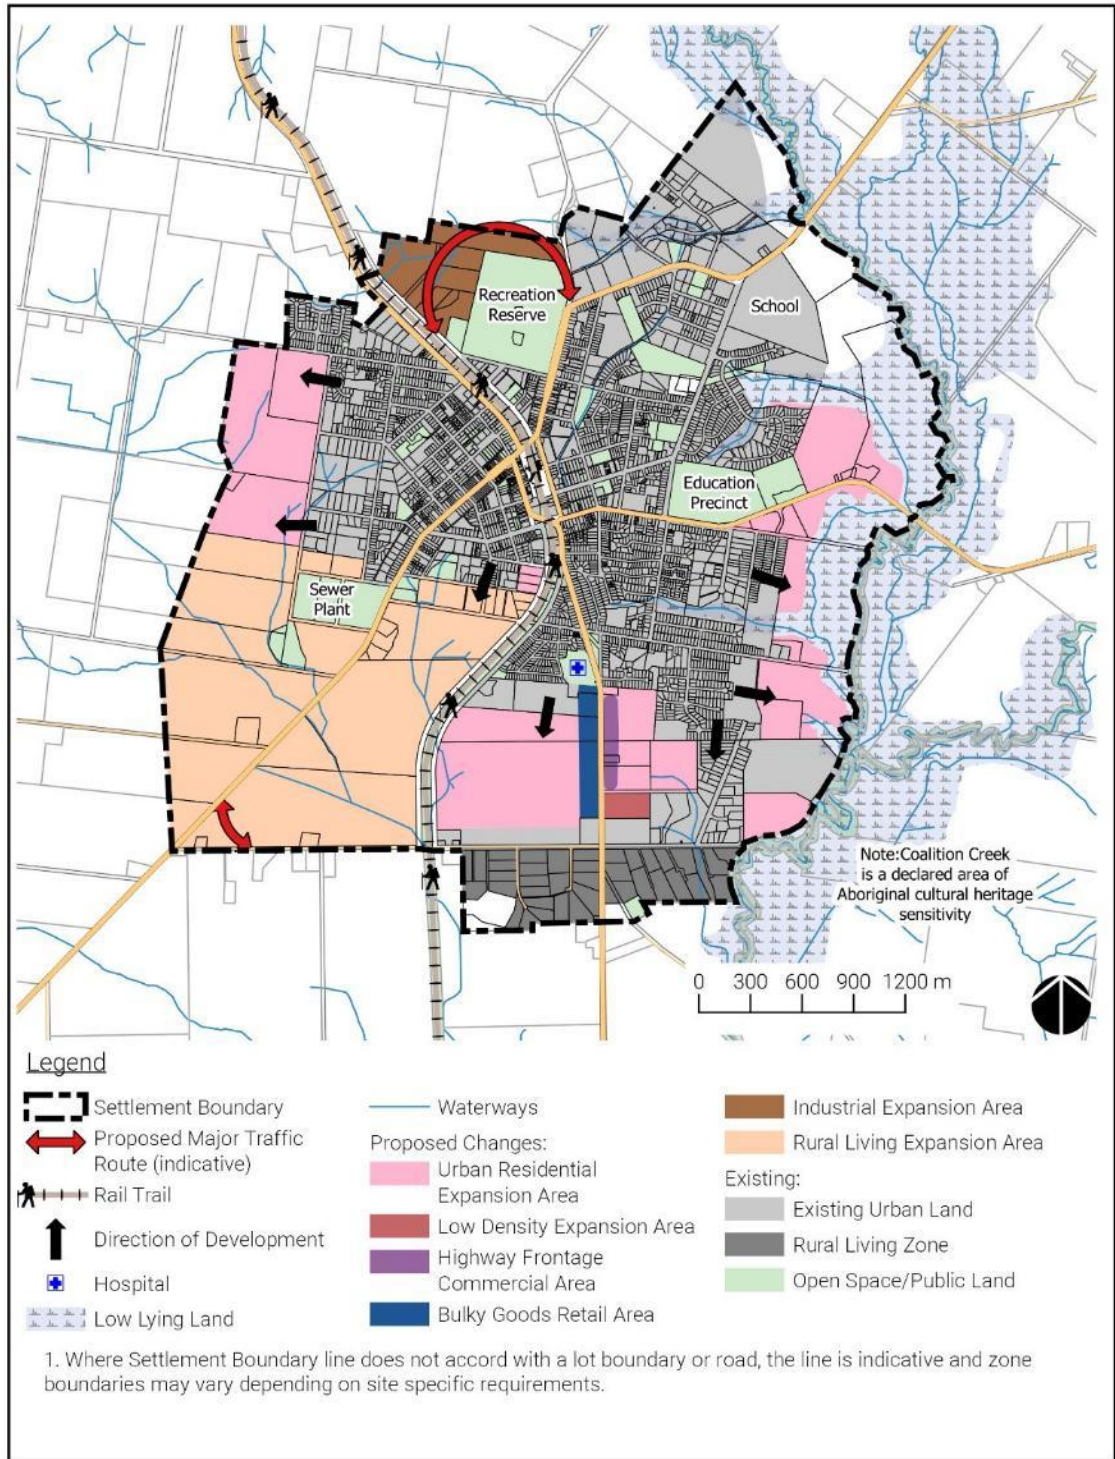 Recreation
Reserve
School
Education
Precinct
Sewer
Plant
Note:Coalition Creek
is a declared area of
Aboriginal cultural heritage
sensitivity
0 300 600 900 1200 m
Legend
Settlement Boundary
Proposed Major Traffic
Route (indicative)
Rail Trail
Direction of Development
Hospital
Low Lying Land
Waterways
Proposed Changes:
Urban Residential
Expansion Area
Low Density Expansion Area
Highway Frontage
Commercial Area
Bulky Goods Retail Area
Industrial Expansion Area
Rural Living Expansion Area
Existing:
Existing Urban Land
Rural Living Zone
Open Space/Public Land
1. Where Settlement Boundary line does not accord with a lot boundary or road, the line is indicative and zone
boundaries may vary depending on site specific requirements.